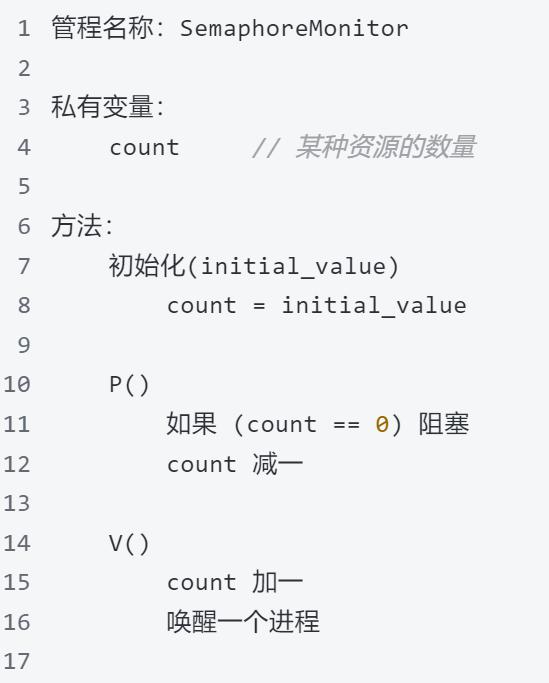 1 管程名称：SemaphoreMonitor
2
3 私有变量：
4     count     // 某种资源的数量
5
6 方法：
7     初始化(initial_value)
8         count = initial_value
9
10     P()
11         如果 (count == 0) 阻塞
12         count 减一
13
14     V()
15         count 加一
16         唤醒一个进程
17